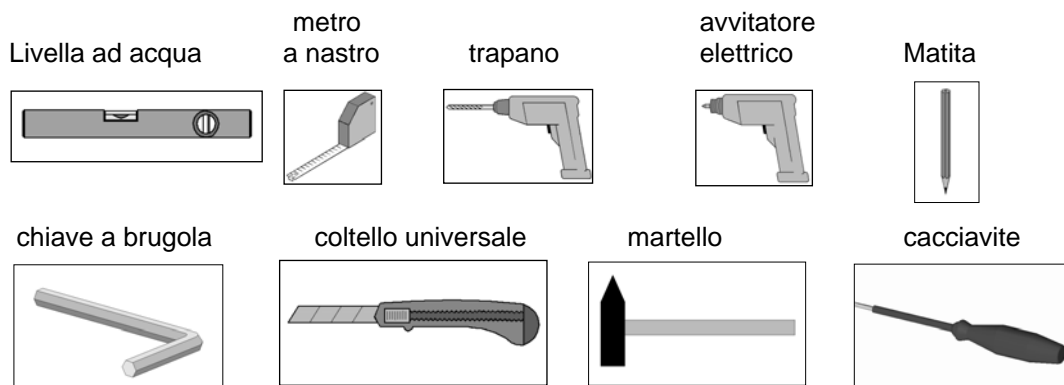 Livella ad acqua
metro
a nastro
trapano
avvitatore
elettrico
Matita
chiave a brugola
coltello universale
martello
cacciavite